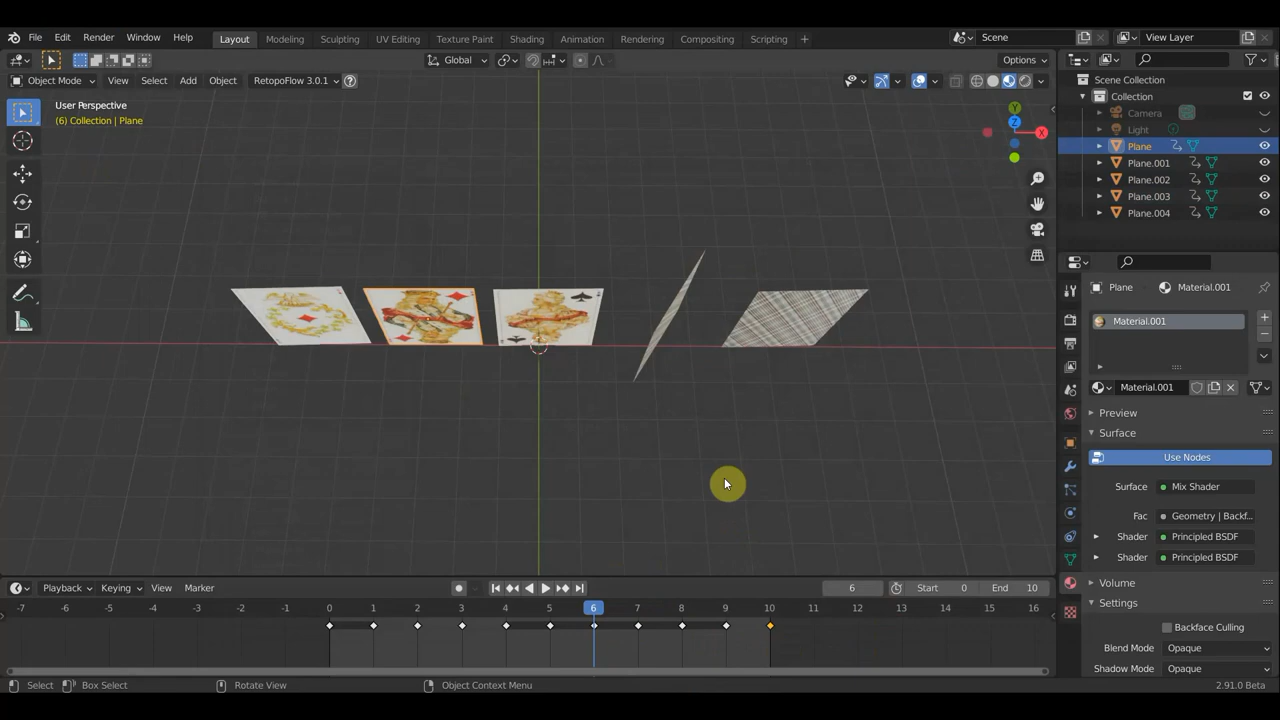 File Edit Render Window Help Layout Modeling Sculpting UV Editing Texture Paint Shading Animation Rendering Compositing Scripting + Scene View Layer
Global Options
Object Mode View Select Add Object RetopoFlow 3.0.1
User Perspective
(6) Collection | Plane
Scene Collection
Collection
Camera
Light
Plane
Plane.001
Plane.002
Plane.003
Plane.004
Y
Z
X
Plane Material.001
Material.001
Material.001
Preview
Surface
Use Nodes
Surface Mix Shader
Fac Geometry | Backf...
Shader Principled BSDF
Shader Principled BSDF
Volume
Settings
Backface Culling
Blend Mode Opaque
Shadow Mode Opaque
Playback Keying View Marker 6 Start 0 End 10
-7 -6 -5 -4 -3 -2 -1 0 1 2 3 4 5 6 7 8 9 10 11 12 13 14 15 16
Select Box Select Rotate View Object Context Menu 2.91.0 Beta